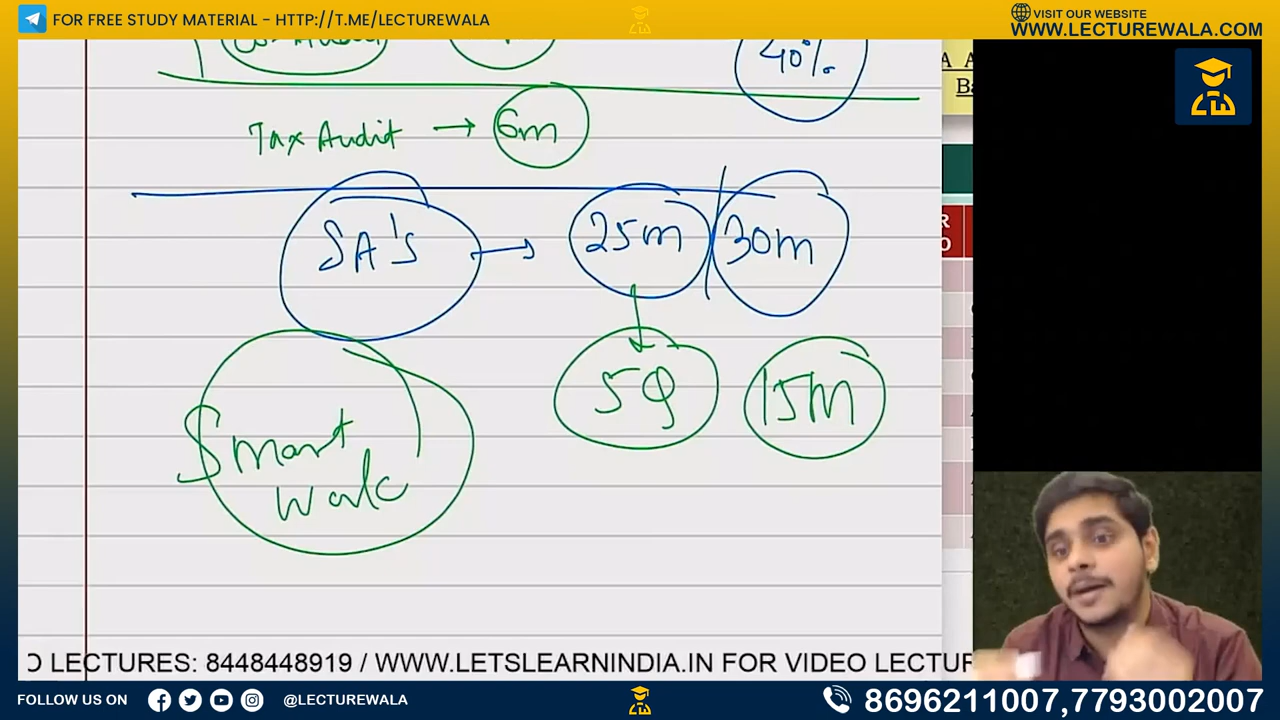 FOR FREE STUDY MATERIAL - HTTP://T.ME/LECTUREWALA
VISIT OUR WEBSITE
WWW.LECTUREWALA.COM
40%
Tax Audit → 6m
SA's → 25m | 30m
5Q 15m
Smart
Work
LECTURES: 8448448919 / WWW.LETSLEARNINDIA.IN FOR VIDEO LECTUR
FOLLOW US ON @LECTUREWALA
8696211007,7793002007